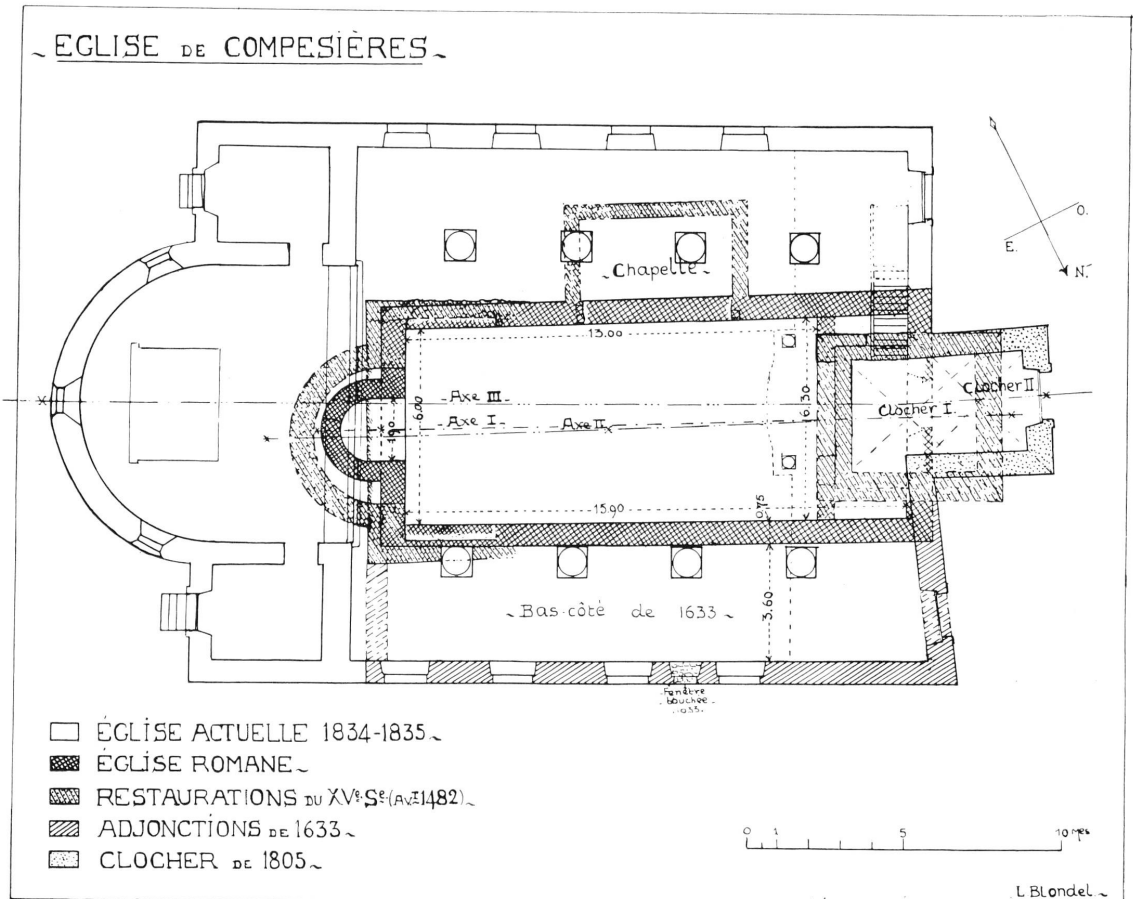 ~ EGLISE DE COMPESIÈRES ~
O.
E.
N.
~ Chapelle ~
13.00
Clocher II
Clocher I.
Axe III
Axe I
Axe II
6.00
1.90
6.30
15.90
0.75
3.60
~ Bas-côté de 1633 ~
Fenêtre
bouchée
ÉGLISE ACTUELLE 1834-1835 ~
ÉGLISE ROMANE ~
RESTAURATIONS DU XVe. Se. (AVT 1482) ~
ADJONCTIONS DE 1633 ~
CLOCHER DE 1805 ~
0 1 5 10 Mes
L BLondel ~